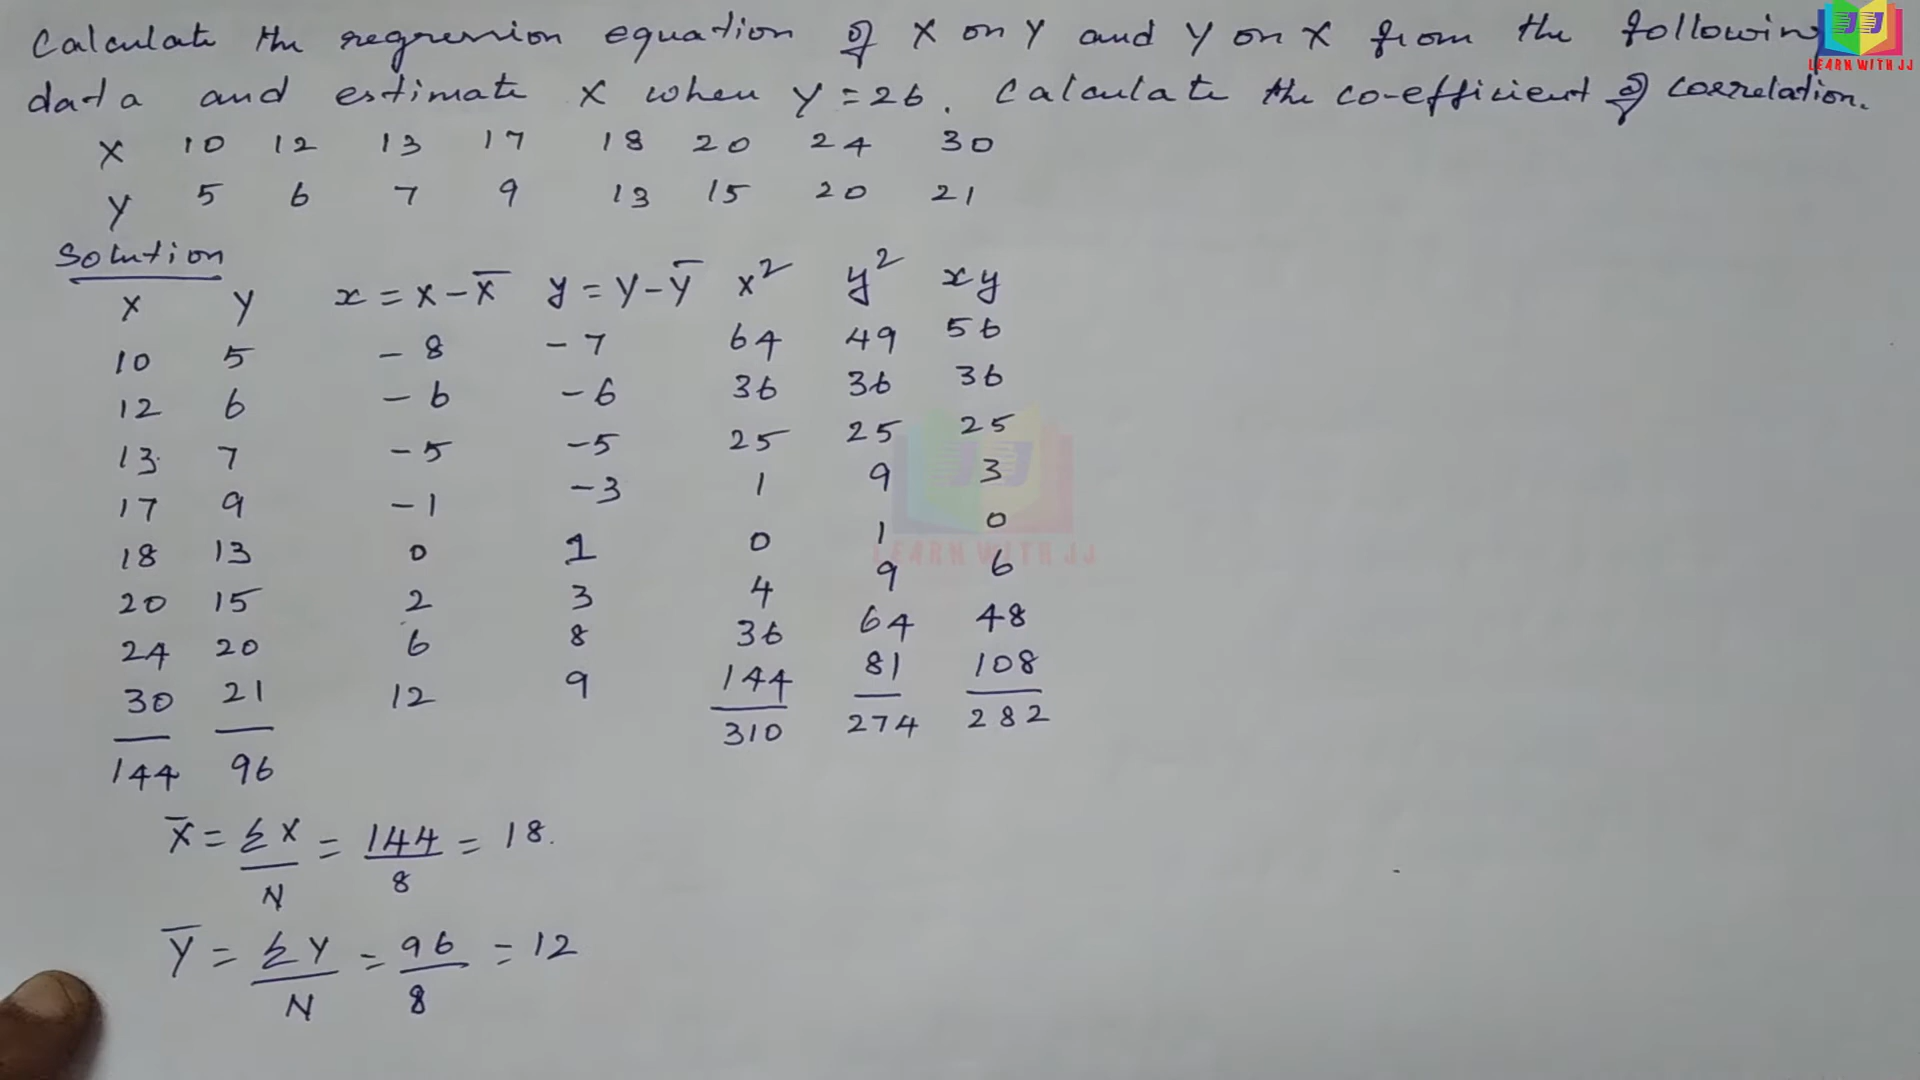 Calculate the regression equation of X on Y and Y on X from the following
data and estimate X when Y = 26. Calculate the co-efficient of correlation.
X 10 12 13 17 18 20 24 30
Y 5 6 7 9 13 15 20 21
Solution
X Y x = X - X̅ y = Y - Y̅ x² y² xy
10 5 -8 -7 64 49 56
12 6 -6 -6 36 36 36
13 7 -5 -5 25 25 25
17 9 -1 -3 1 9 3
18 13 0 1 0 1 0
20 15 2 3 4 9 6
24 20 6 8 36 64 48
30 21 12 9 144 81 108
144 96 310 274 282
X̅ = ΣX/N = 144/8 = 18.
Y̅ = ΣY/N = 96/8 = 12
LEARN WITH JJ
LEARN WITH JJ